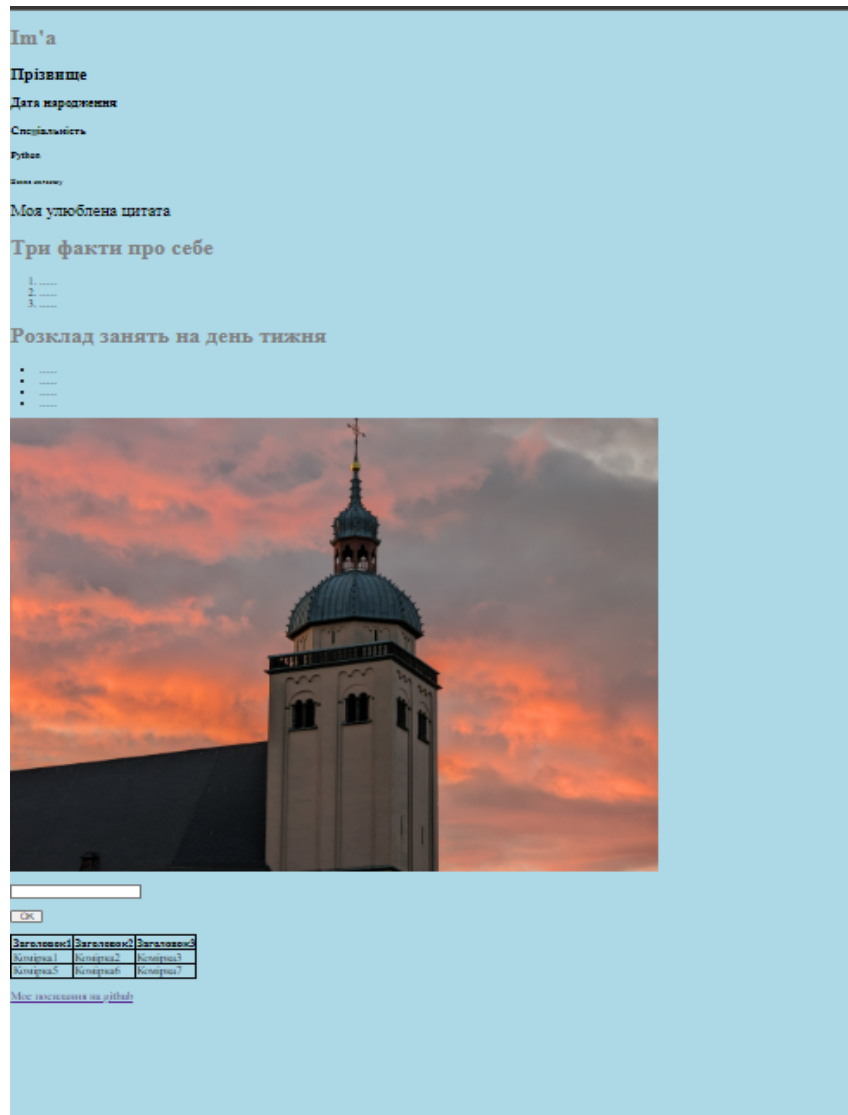 Im'a
Прізвище
Дата народження
Спеціальність
Python
Моя улюблена цитата
Три факти про себе
1. .......
2. .......
3. .......
Розклад занять на день тижня
.......
.......
.......
.......
OK
Заголовок1 Заголовок2 Заголовок3
Комірка1 Комірка2 Комірка3
Комірка5 Комірка6 Комірка7
Моє посилання на github